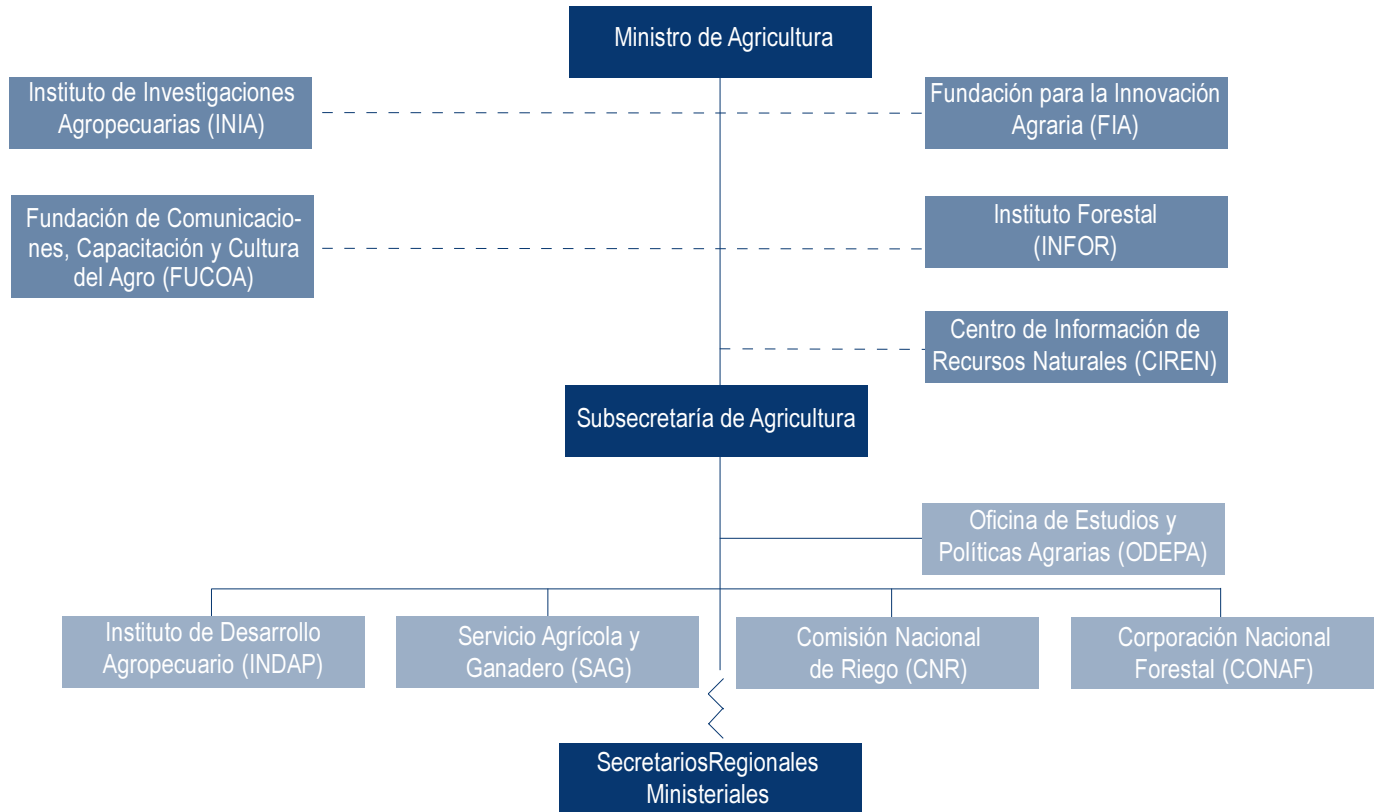 Ministro de Agricultura
Instituto de Investigaciones
Agropecuarias (INIA)
Fundación para la Innovación
Agraria (FIA)
Fundación de Comunicacio-
nes, Capacitación y Cultura
del Agro (FUCOA)
Instituto Forestal
(INFOR)
Centro de Información de
Recursos Naturales (CIREN)
Subsecretaría de Agricultura
Oficina de Estudios y
Políticas Agrarias (ODEPA)
Instituto de Desarrollo
Agropecuario (INDAP)
Servicio Agrícola y
Ganadero (SAG)
Comisión Nacional
de Riego (CNR)
Corporación Nacional
Forestal (CONAF)
SecretariosRegionales
Ministeriales